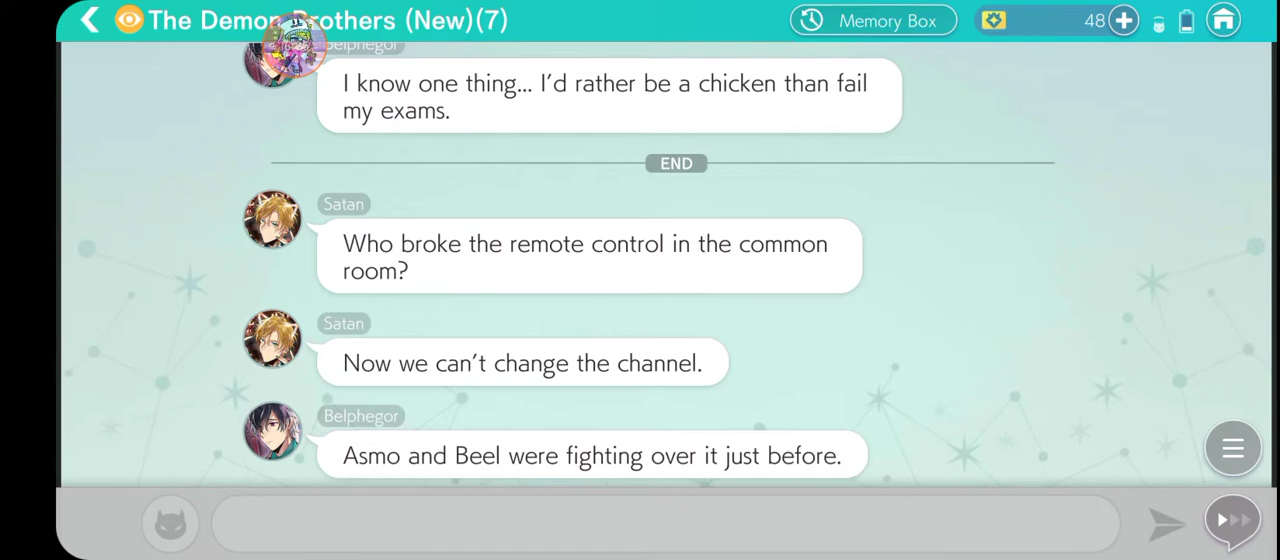 The Demon Brothers (New)(7)
Memory Box
48
Belphegor
I know one thing... I'd rather be a chicken than fail
my exams.
END
Satan
Who broke the remote control in the common
room?
Satan
Now we can't change the channel.
Belphegor
Asmo and Beel were fighting over it just before.